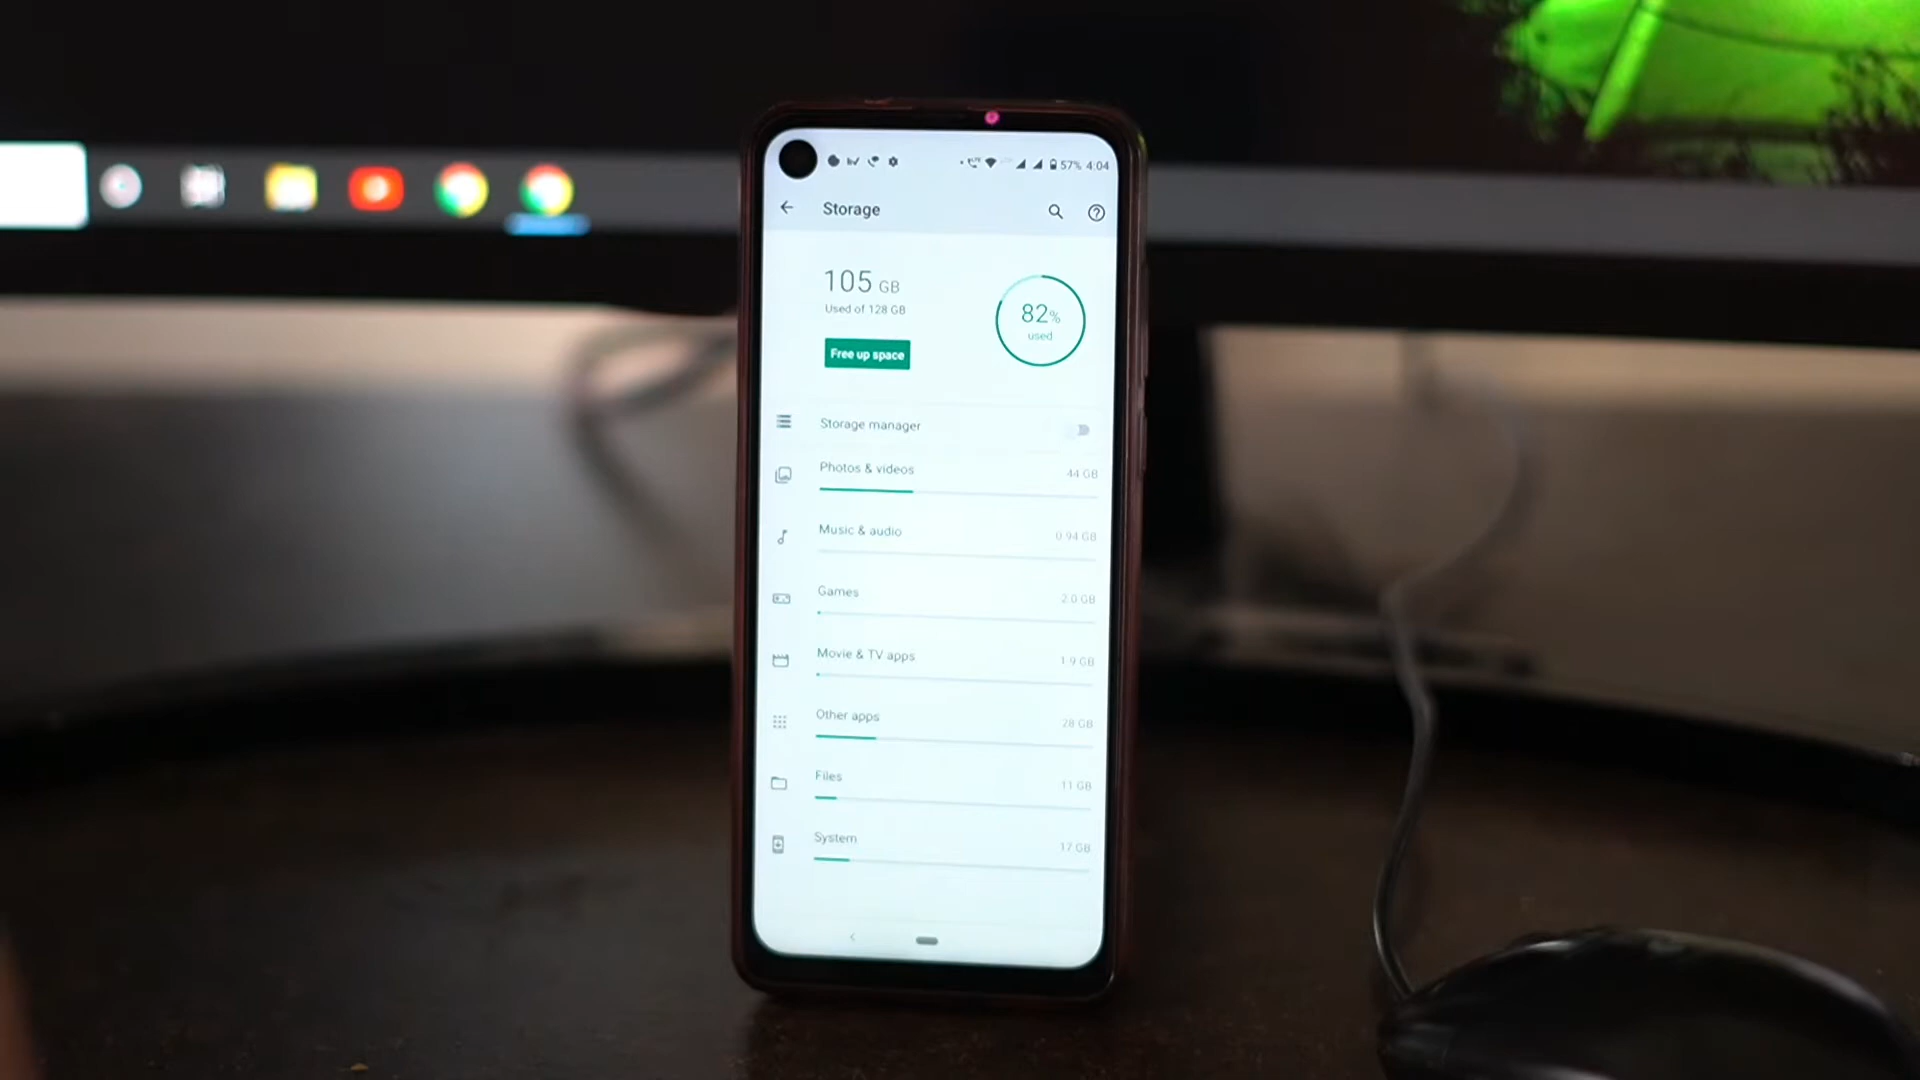 57% 4:04
Storage
105 GB
Used of 128 GB
82%
used
Free up space
Storage manager
Photos & videos
44 GB
Music & audio
0.94 GB
Games
2.0 GB
Movie & TV apps
1.9 GB
Other apps
28 GB
Files
11 GB
System
17 GB